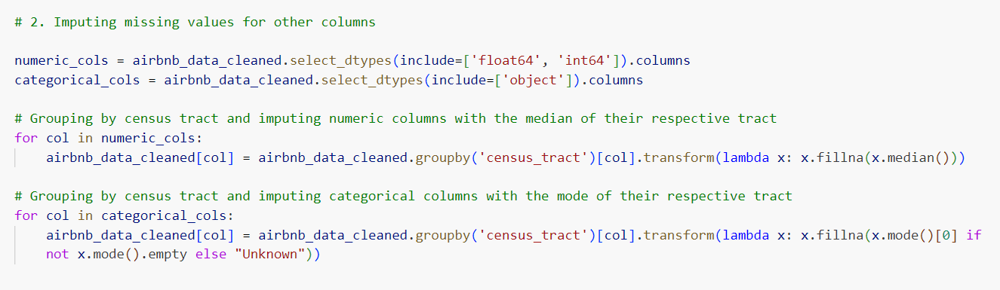 # 2. Imputing missing values for other columns
numeric_cols = airbnb_data_cleaned.select_dtypes(include=['float64', 'int64']).columns
categorical_cols = airbnb_data_cleaned.select_dtypes(include=['object']).columns
# Grouping by census tract and imputing numeric columns with the median of their respective tract
for col in numeric_cols:
    airbnb_data_cleaned[col] = airbnb_data_cleaned.groupby('census_tract')[col].transform(lambda x: x.fillna(x.median()))
# Grouping by census tract and imputing categorical columns with the mode of their respective tract
for col in categorical_cols:
    airbnb_data_cleaned[col] = airbnb_data_cleaned.groupby('census_tract')[col].transform(lambda x: x.fillna(x.mode()[0] if
    not x.mode().empty else "Unknown"))